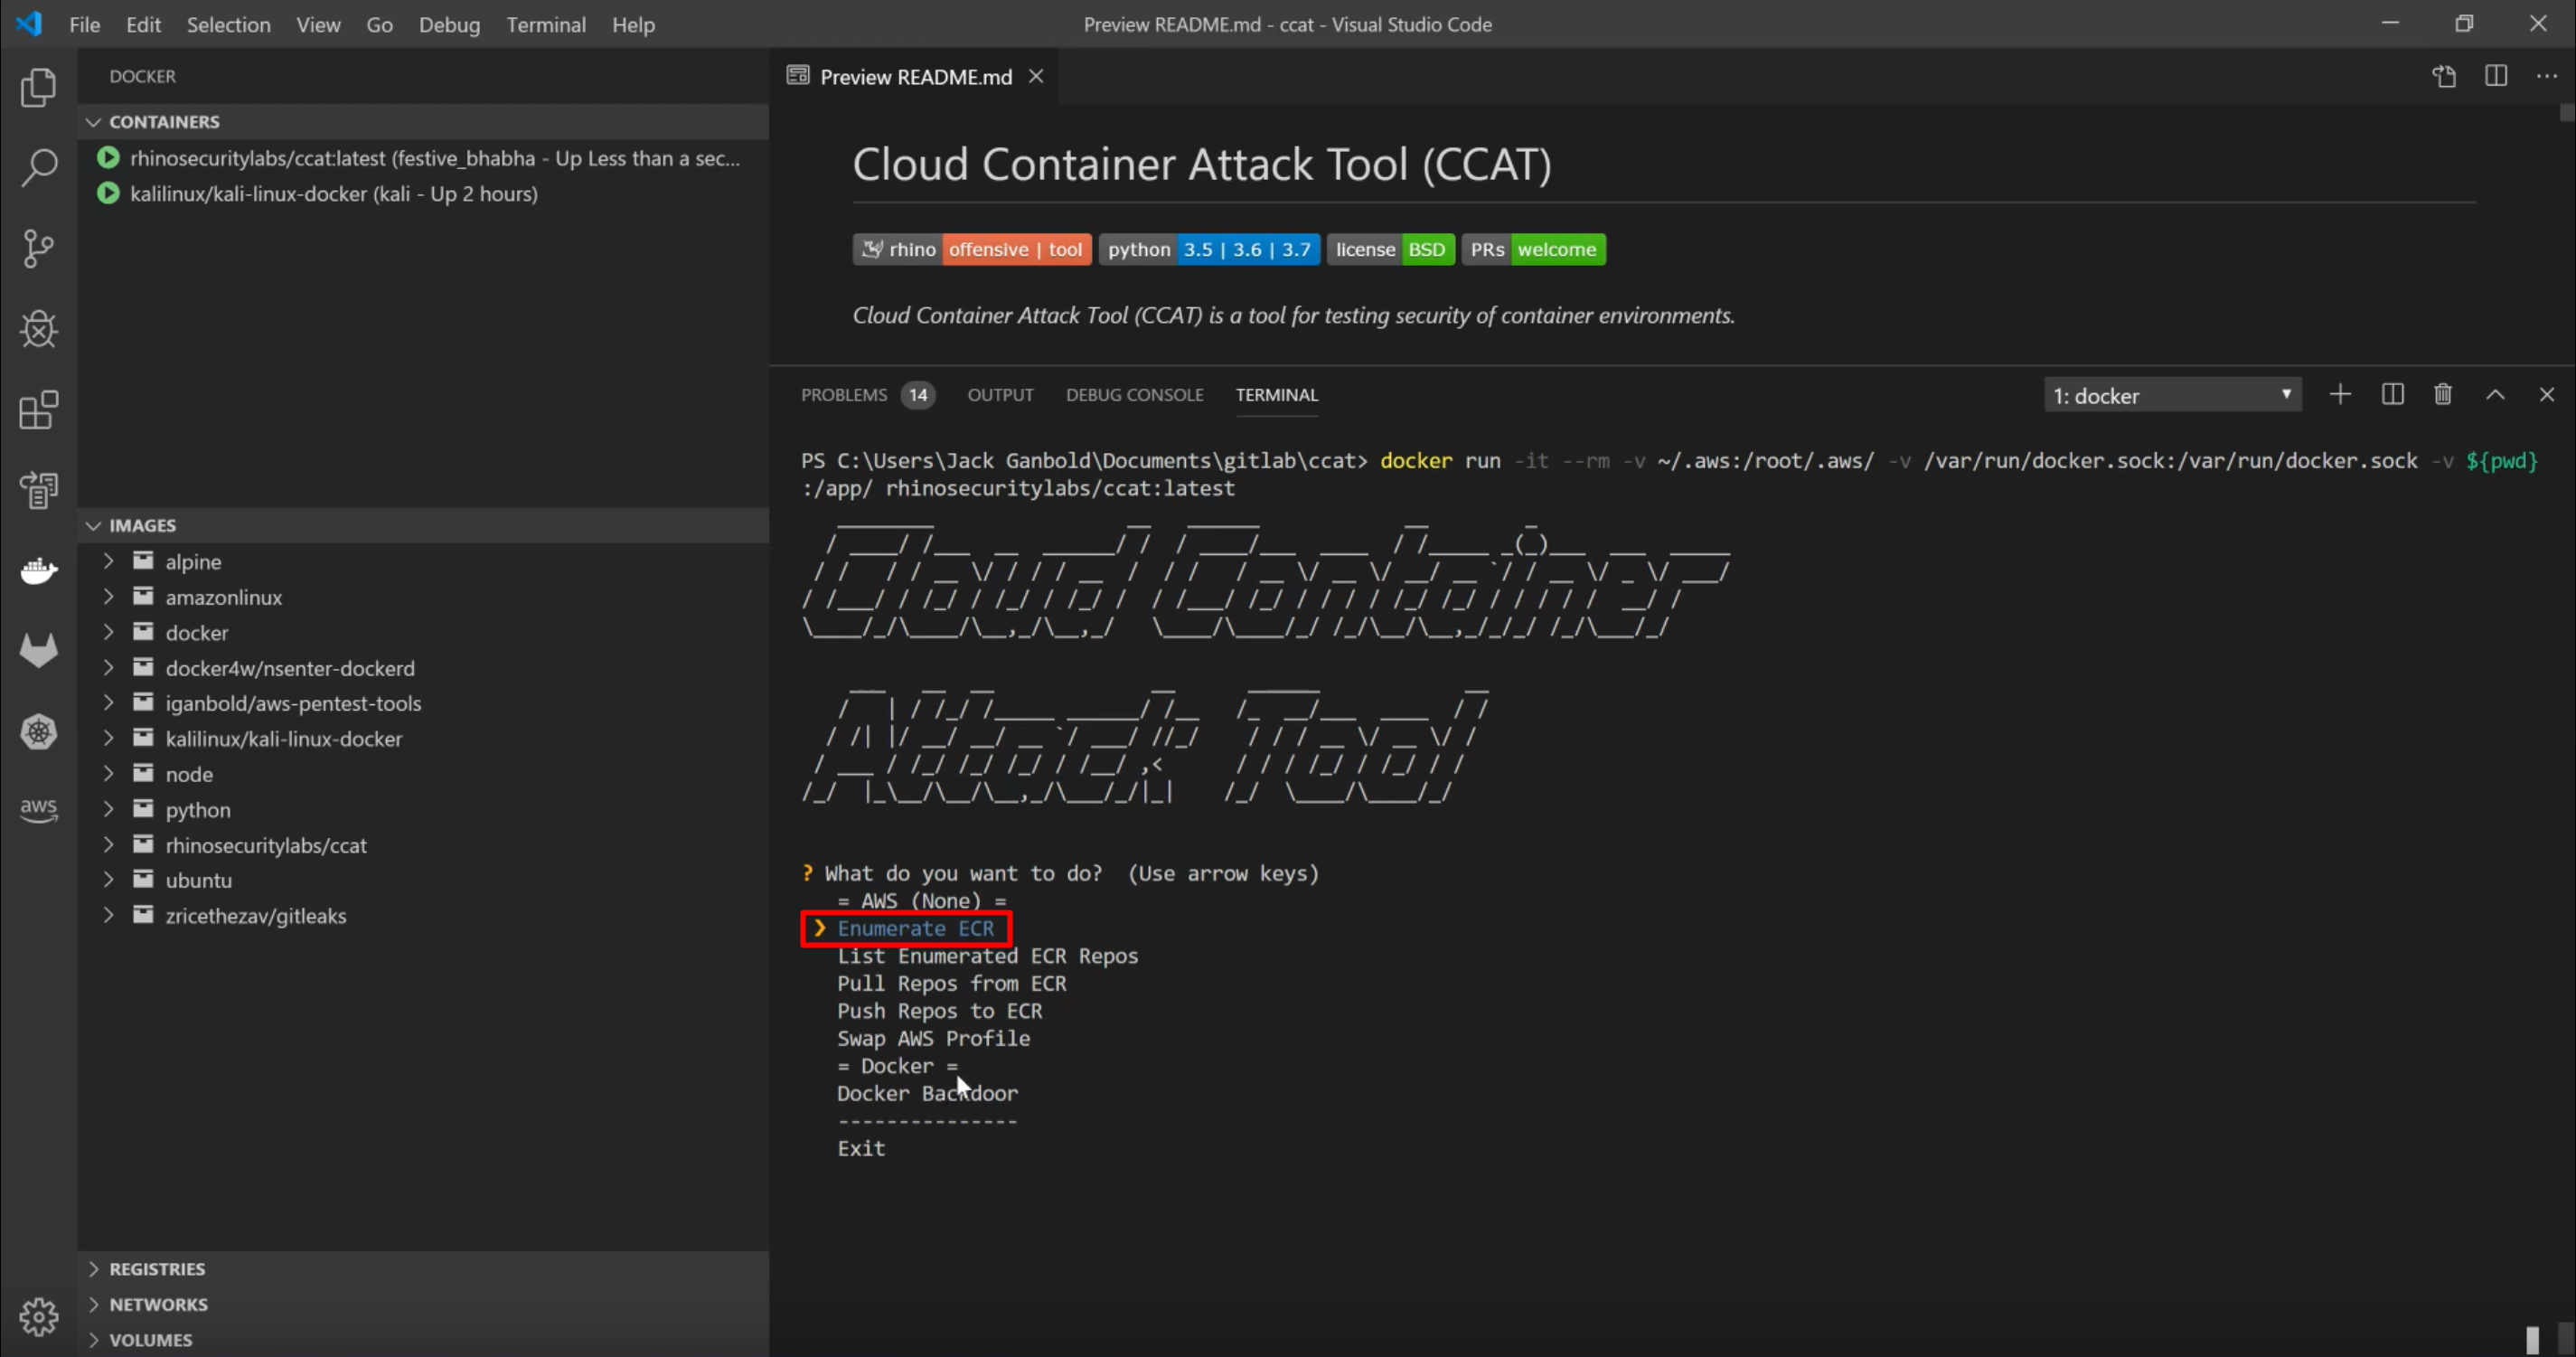 File Edit Selection View Go Debug Terminal Help
Preview README.md - ccat - Visual Studio Code
DOCKER
CONTAINERS
rhinosecuritylabs/ccat:latest (festive_bhabha - Up Less than a sec...
kalilinux/kali-linux-docker (kali - Up 2 hours)
IMAGES
alpine
amazonlinux
docker
docker4w/nsenter-dockerd
iganbold/aws-pentest-tools
kalilinux/kali-linux-docker
node
python
rhinosecuritylabs/ccat
ubuntu
zricethezav/gitleaks
REGISTRIES
NETWORKS
VOLUMES
aws
Preview README.md
Cloud Container Attack Tool (CCAT)
rhino offensive | tool python 3.5 | 3.6 | 3.7 license BSD PRs welcome
Cloud Container Attack Tool (CCAT) is a tool for testing security of container environments.
PROBLEMS 14 OUTPUT DEBUG CONSOLE TERMINAL
1: docker
PS C:\Users\Jack Ganbold\Documents\gitlab\ccat> docker run -it --rm -v ~/.aws:/root/.aws/ -v /var/run/docker.sock:/var/run/docker.sock -v ${pwd}
:/app/ rhinosecuritylabs/ccat:latest
Cloud Container
Attack Tool
? What do you want to do? (Use arrow keys)
= AWS (None) =
❯ Enumerate ECR
List Enumerated ECR Repos
Pull Repos from ECR
Push Repos to ECR
Swap AWS Profile
= Docker =
Docker Backdoor
---------------
Exit